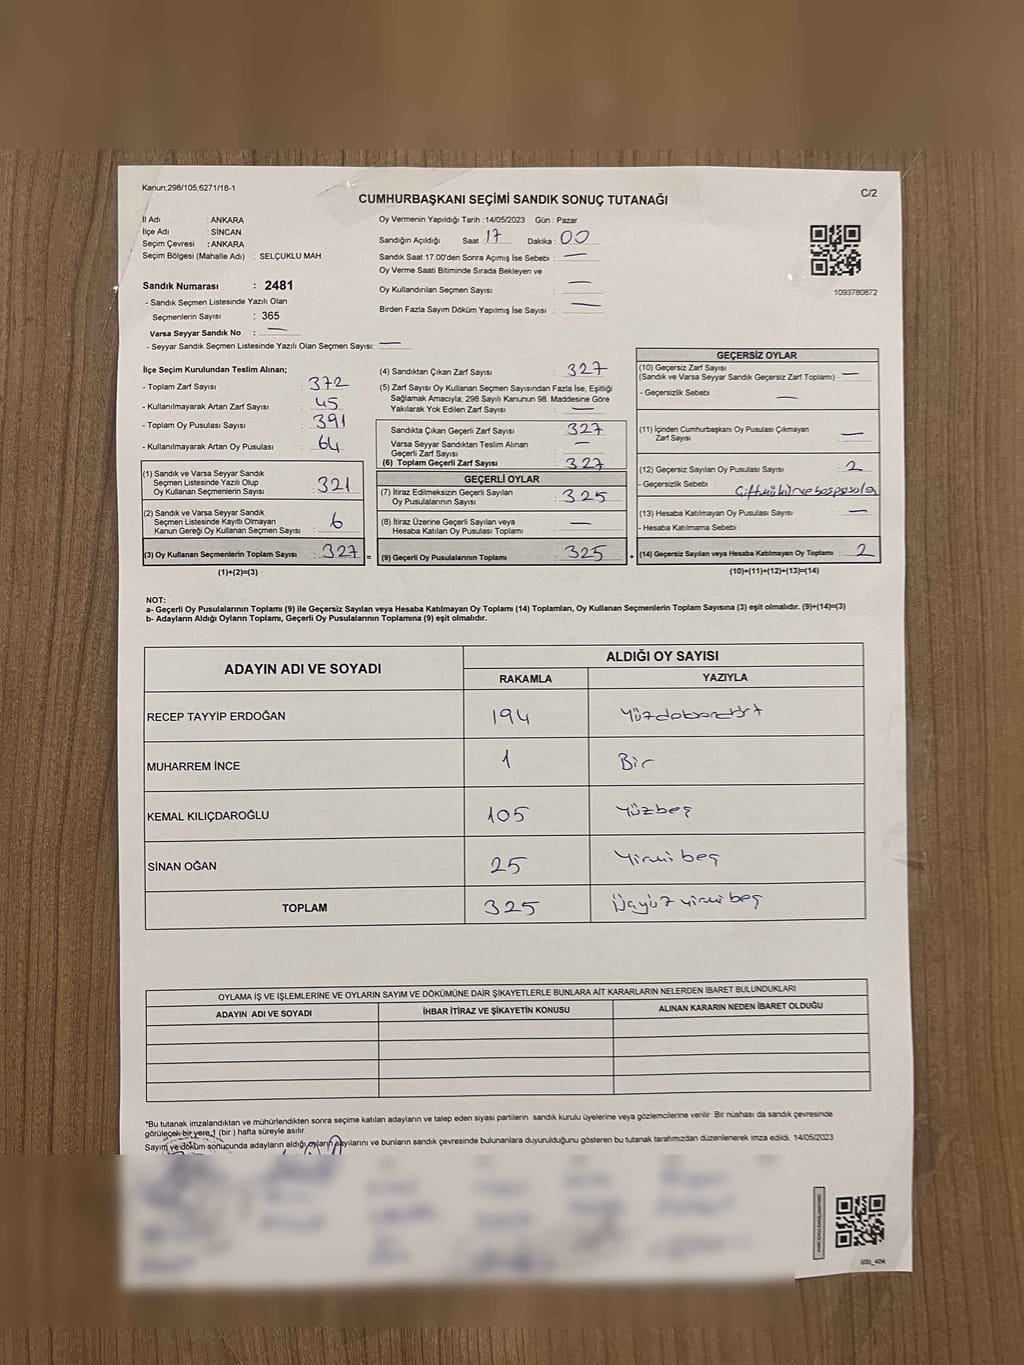 Kanun;298/105;6271/18-1
C/2
CUMHURBAŞKANI SEÇİMİ SANDIK SONUÇ TUTANAĞI
İl Adı : ANKARA
İlçe Adı : SİNCAN
Seçim Çevresi : ANKARA
Seçim Bölgesi (Mahalle Adı) : SELÇUKLU MAH.
Sandık Numarası : 2481
- Sandık Seçmen Listesinde Yazılı Olan
Seçmenlerin Sayısı : 365
Varsa Seyyar Sandık No : —
- Seyyar Sandık Seçmen Listesinde Yazılı Olan Seçmen Sayısı: —
Oy Vermenin Yapıldığı Tarih : 14/05/2023 Gün : Pazar
Sandığın Açıldığı Saat : 17 Dakika : 00
Sandık Saat 17:00'den Sonra Açımış İse Sebebi : —
Oy Verme Saati Bitiminde Sırada Bekleyen ve
Oy Kullandırılan Seçmen Sayısı : —
Birden Fazla Sayım Döküm Yapılmış İse Sayısı : —
1093780872
İlçe Seçim Kurulundan Teslim Alınan;
- Toplam Zarf Sayısı : 372
- Kullanılmayarak Artan Zarf Sayısı : 45
- Toplam Oy Pusulası Sayısı : 391
- Kullanılmayarak Artan Oy Pusulası : 64
(1) Sandık ve Varsa Seyyar Sandık
Seçmen Listesinde Yazılı Olup
Oy Kullanan Seçmenlerin Sayısı : 321
(2) Sandık ve Varsa Seyyar Sandık
Seçmen Listesinde Kayıtlı Olmayan
Kanun Gereği Oy Kullanan Seçmen Sayısı : 6
(3) Oy Kullanan Seçmenlerin Toplam Sayısı : 327 =
(1)+(2)=(3)
(4) Sandıktan Çıkan Zarf Sayısı : 327
(5) Zarf Sayısı Oy Kullanan Seçmen Sayısından Fazla İse, Eşitliği
Sağlamak Amacıyla; 298 Sayılı Kanunun 98. Maddesine Göre
Yakılarak Yok Edilen Zarf Sayısı : —
Sandıkta Çıkan Geçerli Zarf Sayısı : 327
Varsa Seyyar Sandıktan Teslim Alınan
Geçerli Zarf Sayısı : —
(6) Toplam Geçerli Zarf Sayısı : 327
GEÇERLİ OYLAR
(7) İtiraz Edilmeksizin Geçerli Sayılan
Oy Pusulalarının Sayısı : 325
(8) İtiraz Üzerine Geçerli Sayılan veya
Hesaba Katılan Oy Pusulası Toplamı : —
(9) Geçerli Oy Pusulalarının Toplamı : 325 +
GEÇERSİZ OYLAR
(10) Geçersiz Zarf Sayısı
(Sandık ve Varsa Seyyar Sandık Geçersiz Zarf Toplamı) : —
- Geçersizlik Sebebi : —
(11) İçinden Cumhurbaşkanı Oy Pusulası Çıkmayan
Zarf Sayısı : —
(12) Geçersiz Sayılan Oy Pusulası Sayısı : 2
- Geçersizlik Sebebi : Çift mühür ve boş pusula
(13) Hesaba Katılmayan Oy Pusulası Sayısı : —
- Hesaba Katılmama Sebebi :
(14) Geçersiz Sayılan veya Hesaba Katılmayan Oy Toplamı : 2
(10)+(11)+(12)+(13)=(14)
NOT:
a- Geçerli Oy Pusulalarının Toplamı (9) ile Geçersiz Sayılan veya Hesaba Katılmayan Oy Toplamı (14) Toplamları, Oy Kullanan Seçmenlerin Toplam Sayısına (3) eşit olmalıdır. (9)+(14)=(3)
b- Adayların Aldığı Oyların Toplamı, Geçerli Oy Pusulalarının Toplamına (9) eşit olmalıdır.
ADAYIN ADI VE SOYADI ALDIĞI OY SAYISI
RAKAMLA YAZIYLA
RECEP TAYYİP ERDOĞAN 194 Yüzdoksandört
MUHARREM İNCE 1 Bir
KEMAL KILIÇDAROĞLU 105 Yüzbeş
SİNAN OĞAN 25 Yirmi beş
TOPLAM 325 Üçyüz yirmi beş
OYLAMA İŞ VE İŞLEMLERİNE VE OYLARIN SAYIM VE DÖKÜMÜNE DAİR ŞİKAYETLERLE BUNLARA AİT KARARLARIN NELERDEN İBARET BULUNDUKLARI
ADAYIN ADI VE SOYADI İHBAR İTİRAZ VE ŞİKAYETİN KONUSU ALINAN KARARIN NEDEN İBARET OLDUĞU
*Bu tutanak imzalandıktan ve mühürlendikten sonra seçime katılan adayların ve talep eden siyasi partilerin sandık kurulu üyelerine veya gözlemcilerine verilir. Bir nüshası da sandık çevresinde
görülecek bir yere 1 (bir) hafta süreyle asılır.
Sayım ve döküm sonucunda adayların aldığı oyların sayılarını ve bunların sandık çevresinde bulunanlara duyurulduğunu gösteren bu tutanak tarafımızdan düzenlenerek imza edildi. 14/05/2023